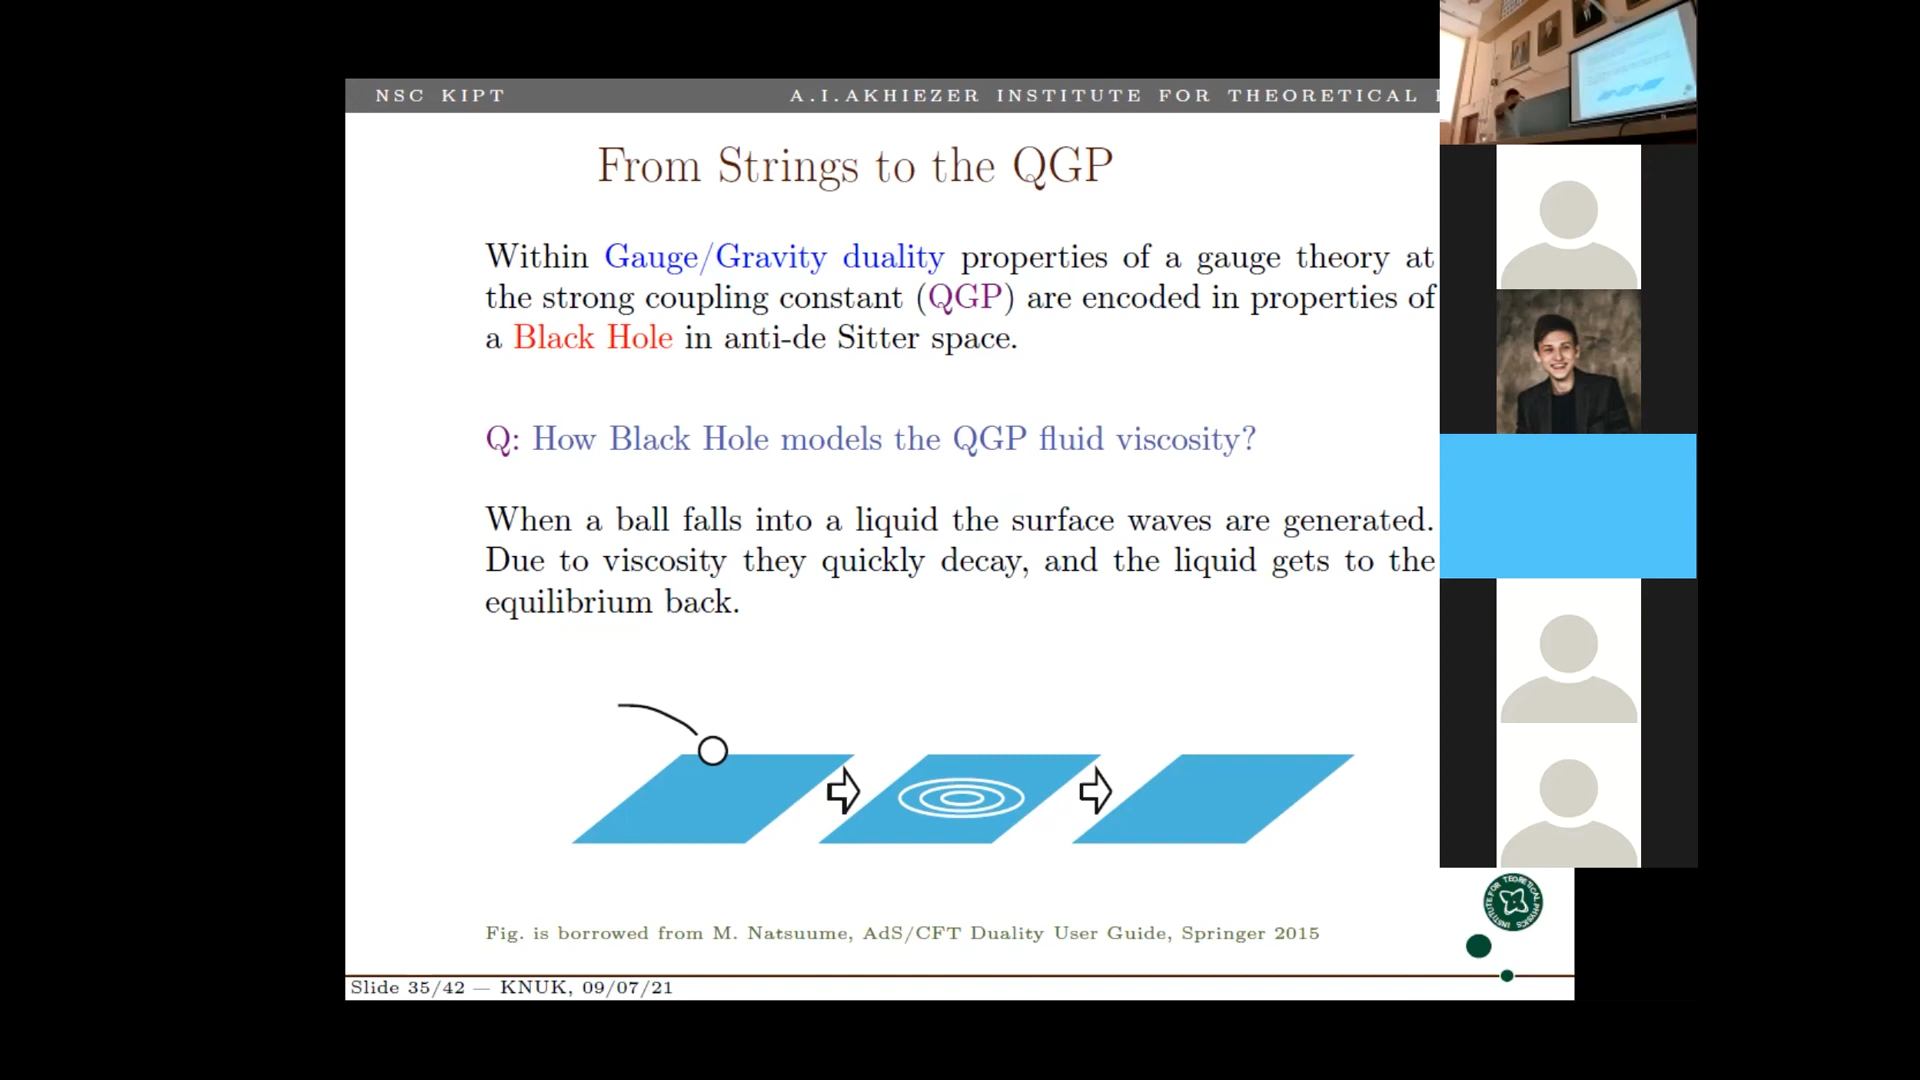 NSC KIPT
A.I.AKHIEZER INSTITUTE FOR THEORETICAL
From Strings to the QGP
Within Gauge/Gravity duality properties of a gauge theory at
the strong coupling constant (QGP) are encoded in properties of
a Black Hole in anti-de Sitter space.
Q: How Black Hole models the QGP fluid viscosity?
When a ball falls into a liquid the surface waves are generated.
Due to viscosity they quickly decay, and the liquid gets to the
equilibrium back.
Fig. is borrowed from M. Natsuume, AdS/CFT Duality User Guide, Springer 2015
INSTITUTE FOR TEORETICAL PHYSICS
Slide 35/42 — KNUK, 09/07/21